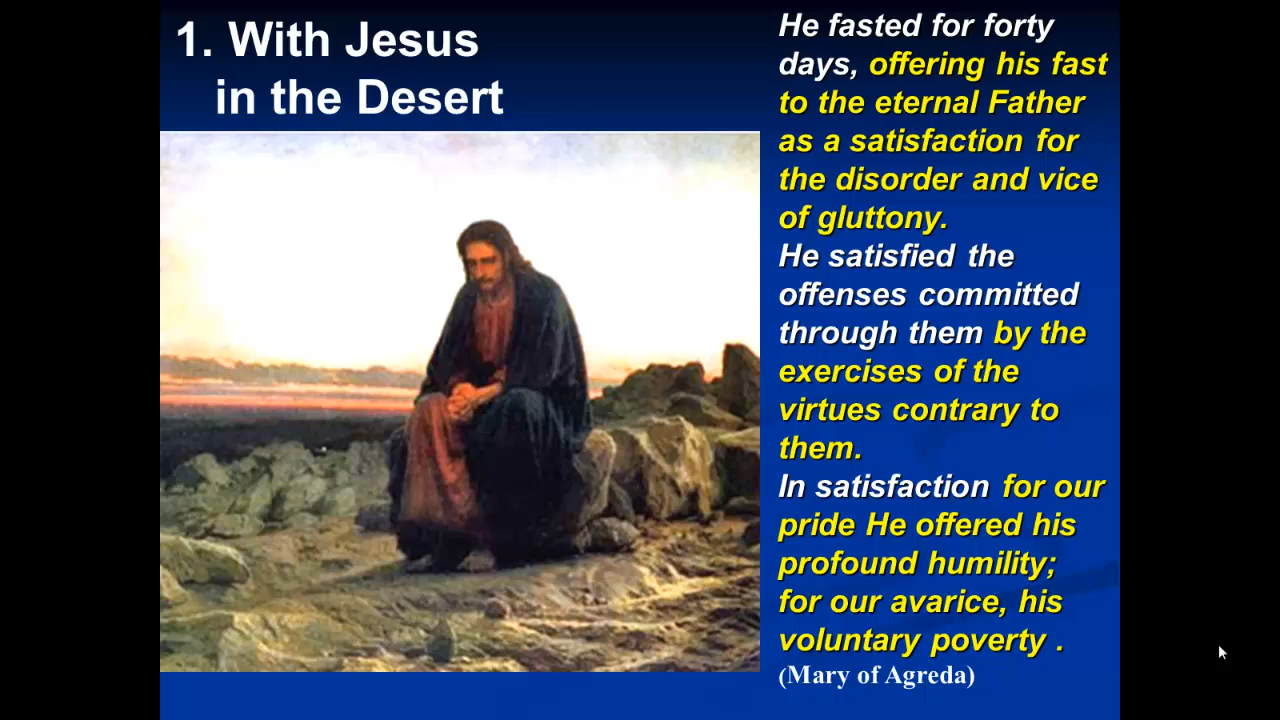 1. With Jesus
in the Desert
He fasted for forty
days, offering his fast
to the eternal Father
as a satisfaction for
the disorder and vice
of gluttony.
He satisfied the
offenses committed
through them by the
exercises of the
virtues contrary to
them.
In satisfaction for our
pride He offered his
profound humility;
for our avarice, his
voluntary poverty .
(Mary of Agreda)